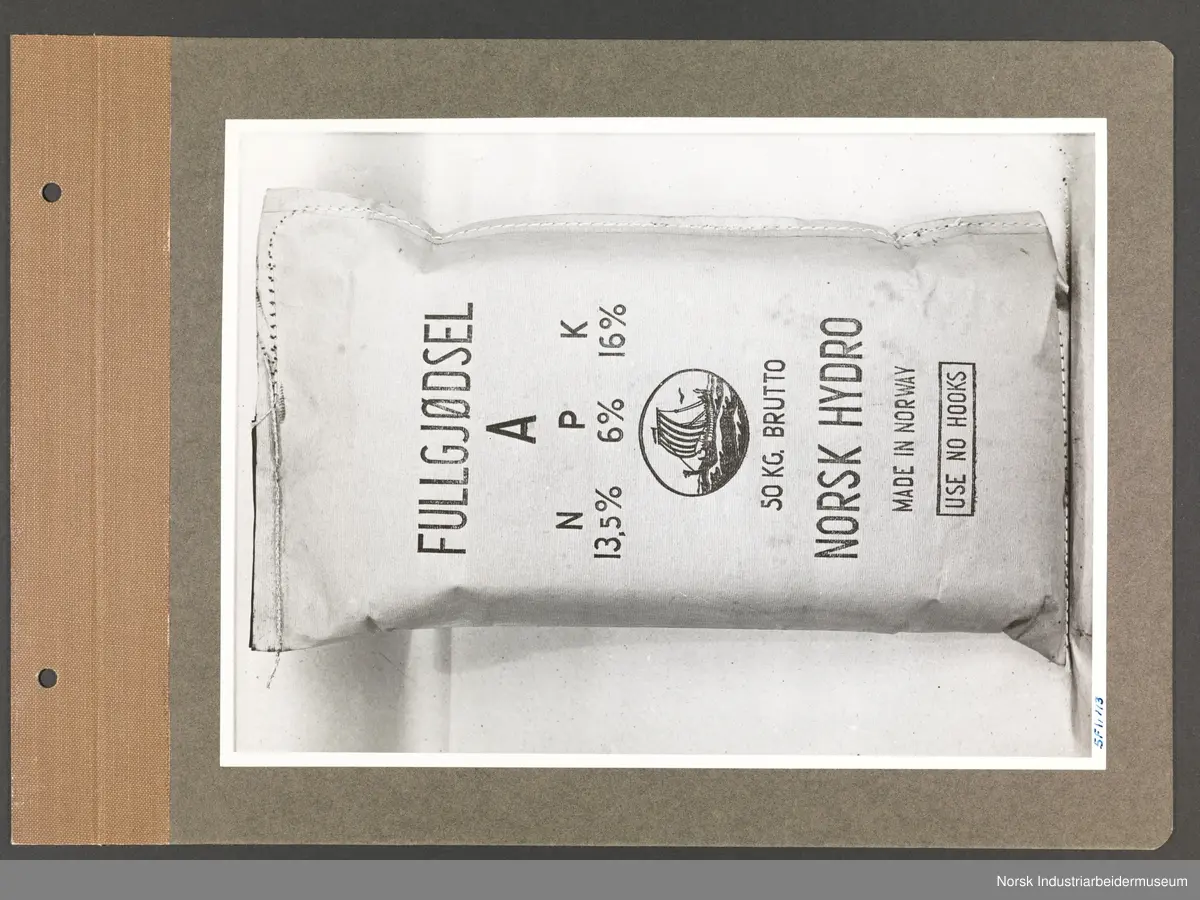 FULLGJØDSEL
A
N P K
13,5% 6% 16%
50 KG. BRUTTO
NORSK HYDRO
MADE IN NORWAY
USE NO HOOKS
Norsk Industriarbeidermuseum